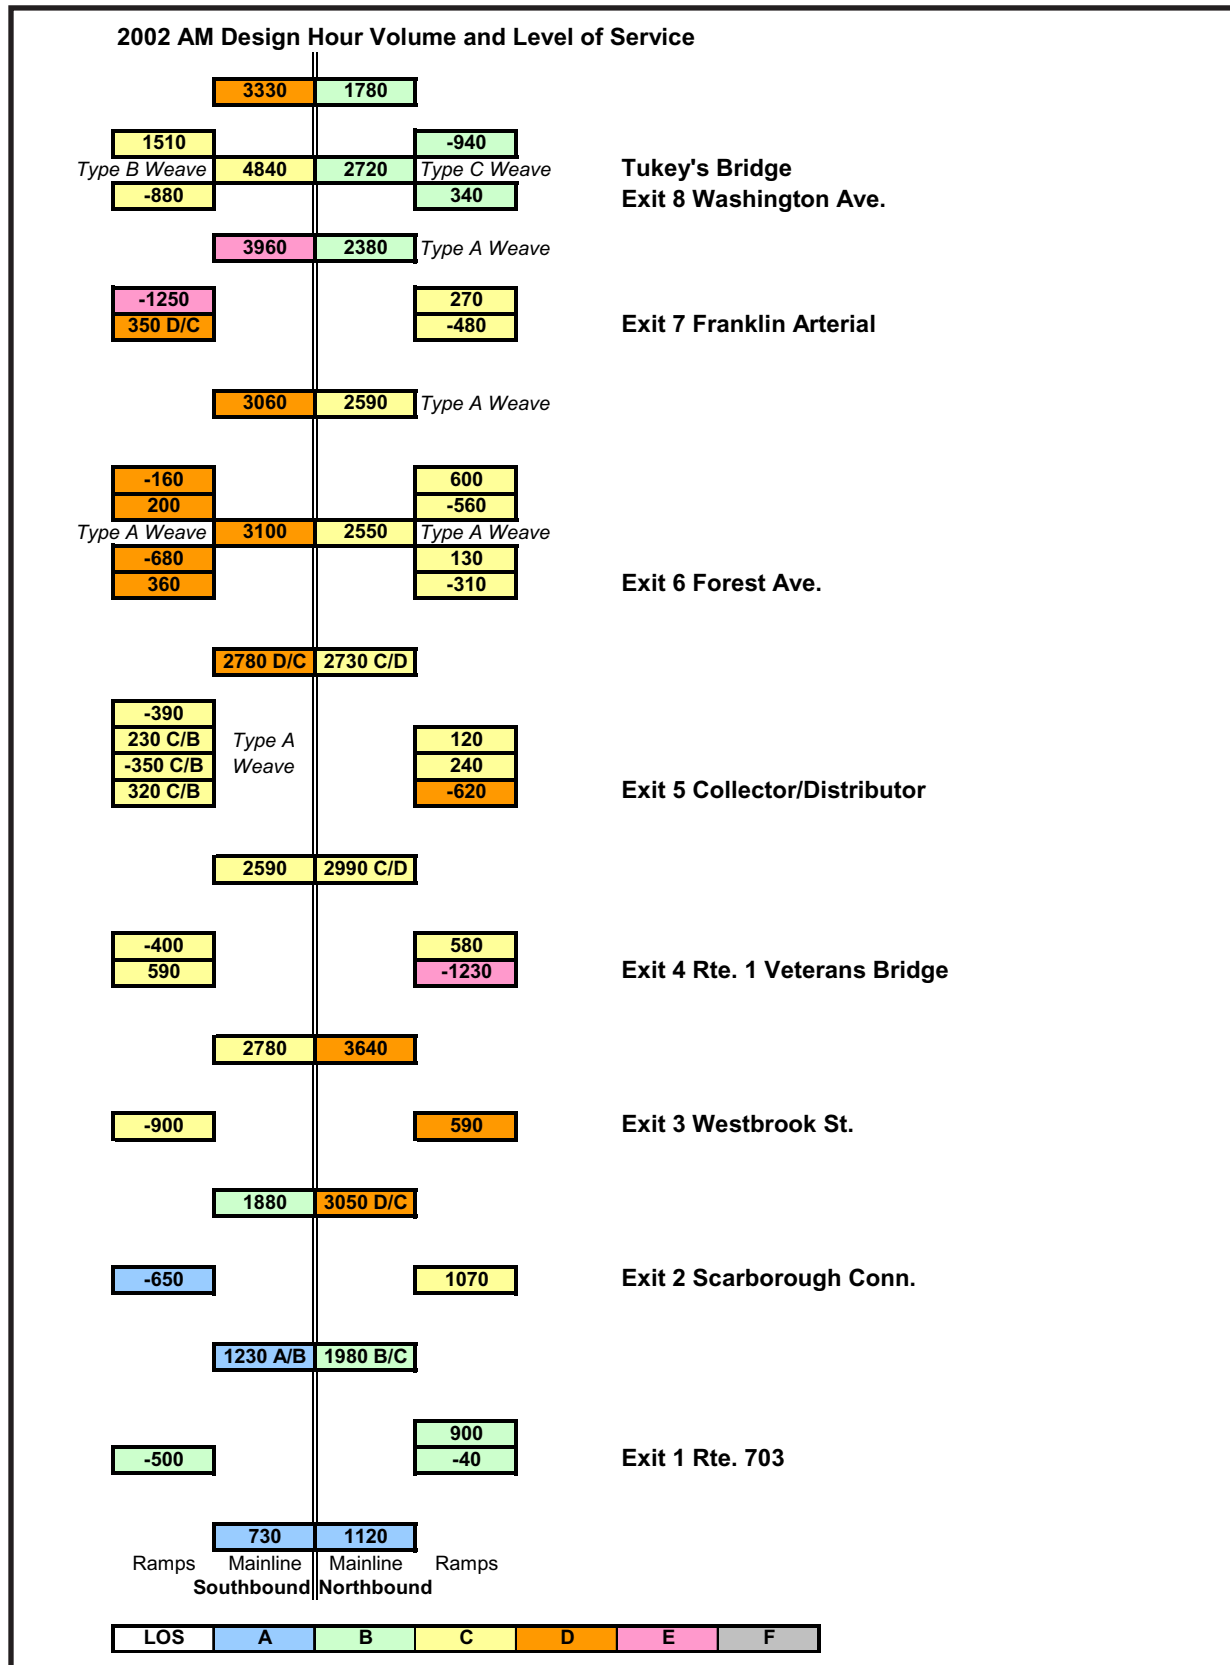 2002 AM Design Hour Volume and Level of Service
3330 1780
1510 -940
Type B Weave 4840 2720 Type C Weave Tukey's Bridge
-880 340 Exit 8 Washington Ave.
3960 2380 Type A Weave
-1250 270
350 D/C -480 Exit 7 Franklin Arterial
3060 2590 Type A Weave
-160 600
200 -560
Type A Weave 3100 2550 Type A Weave
-680 130
360 -310 Exit 6 Forest Ave.
2780 D/C 2730 C/D
-390
230 C/B Type A 120
-350 C/B Weave 240
320 C/B -620 Exit 5 Collector/Distributor
2590 2990 C/D
-400 580
590 -1230 Exit 4 Rte. 1 Veterans Bridge
2780 3640
-900 590 Exit 3 Westbrook St.
1880 3050 D/C
-650 1070 Exit 2 Scarborough Conn.
1230 A/B 1980 B/C
900
-500 -40 Exit 1 Rte. 703
730 1120
Ramps Mainline Mainline Ramps
Southbound Northbound
LOS A B C D E F